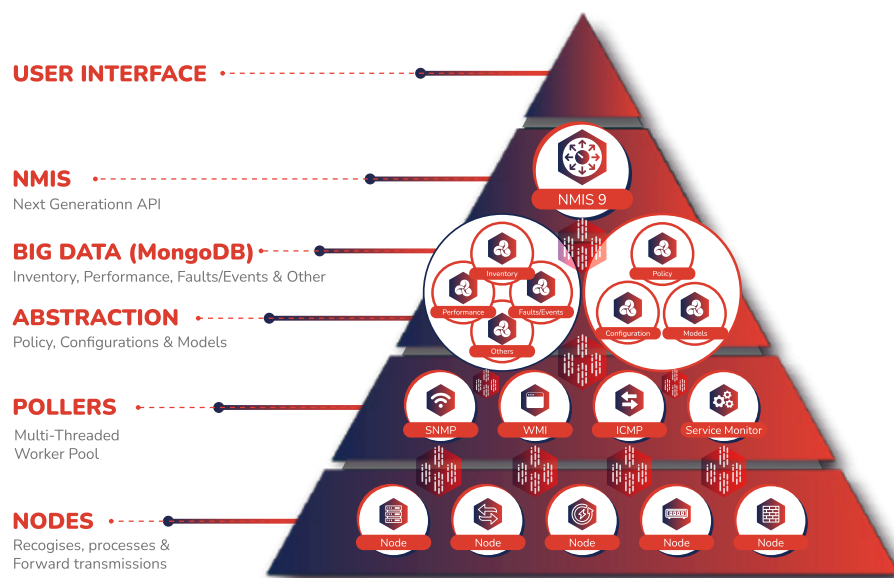 USER INTERFACE
NMIS
Next Generationn API
BIG DATA (MongoDB)
Inventory, Performance, Faults/Events & Other
ABSTRACTION
Policy, Configurations & Models
POLLERS
Multi-Threaded
Worker Pool
NODES
Recogises, processes &
Forward transmissions
NMIS 9
Inventory
Performance
Faults/Events
Others
Policy
Configuration
Models
SNMP
WMI
ICMP
Service Monitor
Node
Node
Node
Node
Node